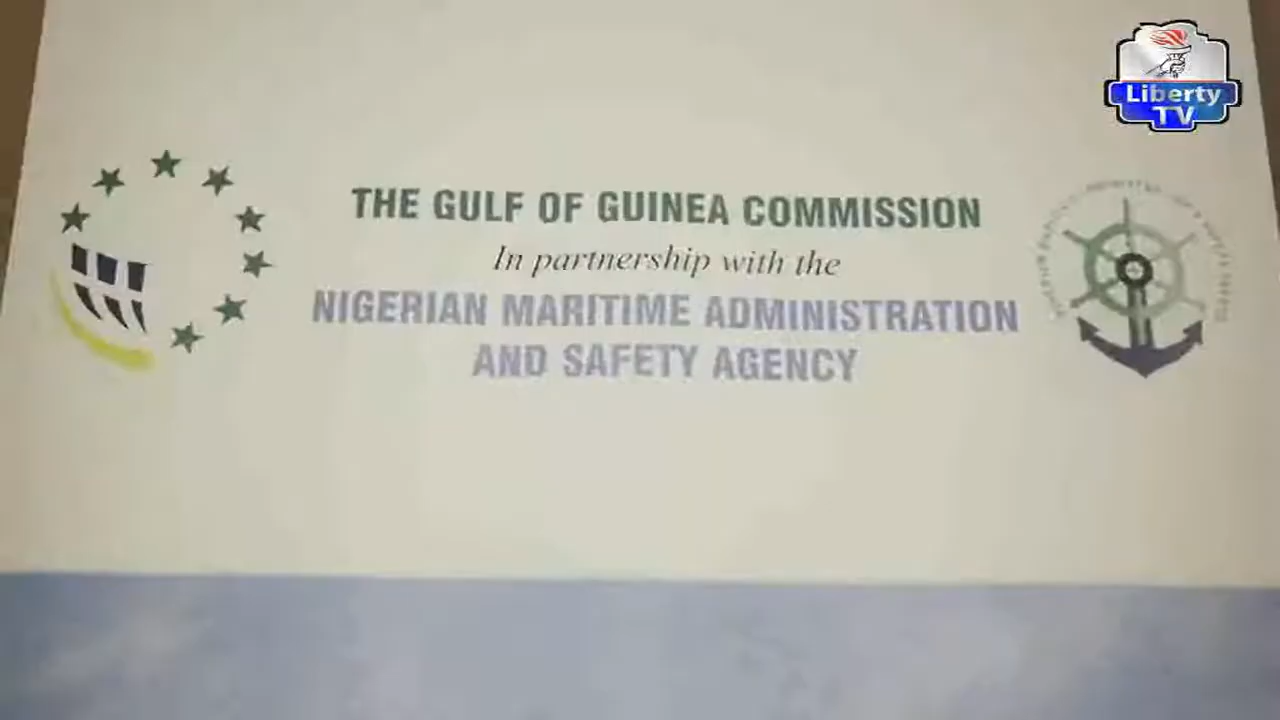 Liberty
TV
THE GULF OF GUINEA COMMISSION
In partnership with the
NIGERIAN MARITIME ADMINISTRATION
AND SAFETY AGENCY